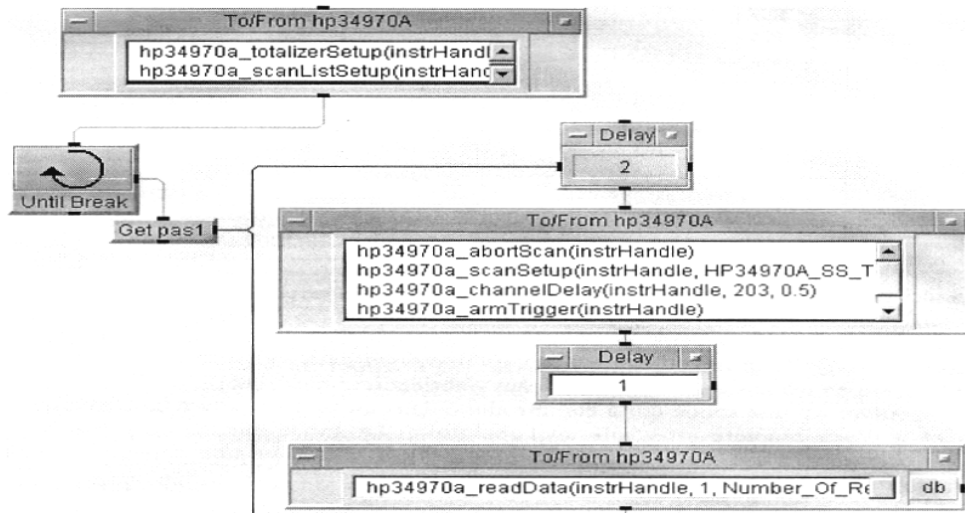 To/From hp34970A
hp34970a_totalizerSetup(instrHandl
hp34970a_scanListSetup(instrHand
Until Break
Get pas1
Delay
2
To/From hp34970A
hp34970a_abortScan(instrHandle)
hp34970a_scanSetup(instrHandle, HP34970A_SS_T
hp34970a_channelDelay(instrHandle, 203, 0.5)
hp34970a_armTrigger(instrHandle)
Delay
1
To/From hp34970A
hp34970a_readData(instrHandle, 1, Number_Of_Re
db